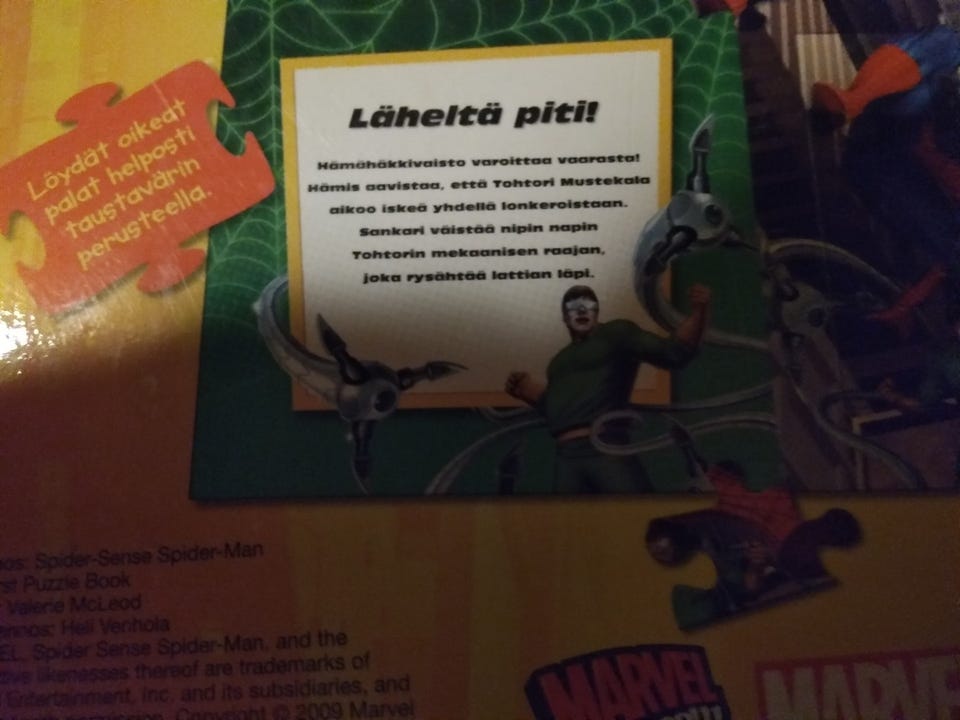 Läheltä piti!
Hämähäkkivaisto varoittaa vaarasta!
Hämis aavistaa, että Tohtori Mustekala
aikoo iskeä yhdellä lonkeroistaan.
Sankari väistää nipin napin
Tohtorin mekaanisen raajan,
joka rysähtää lattian läpi.
Löydät oikeat
palat helposti
taustavärin
perusteella.
Spider-Sense Spider-Man
Puzzle Book
Valerie McLeod
Heli Venhola
Spider Sense Spider-Man, and the
likenesses thereof are trademarks of
Entertainment, Inc. and its subsidiaries, and
permission. Copyright © 2009 Marvel
MARVEL
MARVEL